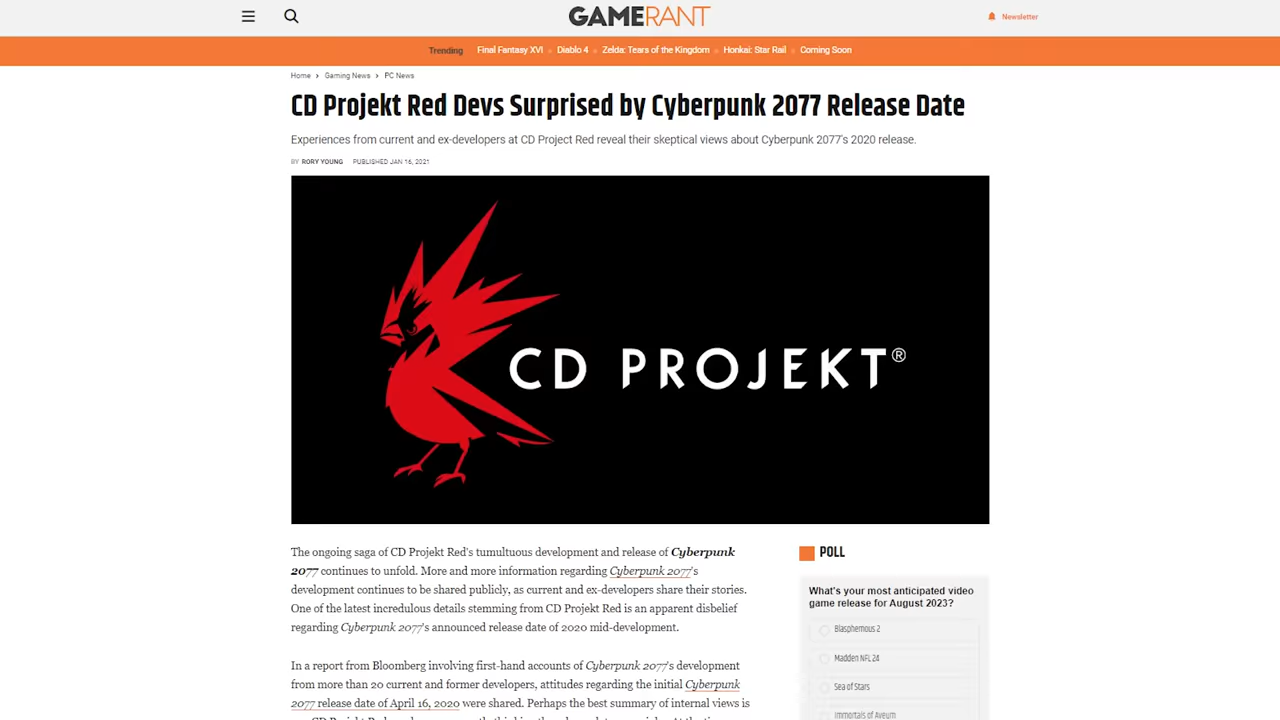 GAMERANT
Newsletter
Trending Final Fantasy XVI Diablo 4 Zelda: Tears of the Kingdom Honkai: Star Rail Coming Soon
Home > Gaming News > PC News
CD Projekt Red Devs Surprised by Cyberpunk 2077 Release Date
Experiences from current and ex-developers at CD Project Red reveal their skeptical views about Cyberpunk 2077's 2020 release.
BY RORY YOUNG PUBLISHED JAN 16, 2021
CD PROJEKT®
The ongoing saga of CD Projekt Red's tumultuous development and release of Cyberpunk
2077 continues to unfold. More and more information regarding Cyberpunk 2077's
development continues to be shared publicly, as current and ex-developers share their stories.
One of the latest incredulous details stemming from CD Projekt Red is an apparent disbelief
regarding Cyberpunk 2077's announced release date of 2020 mid-development.
In a report from Bloomberg involving first-hand accounts of Cyberpunk 2077's development
from more than 20 current and former developers, attitudes regarding the initial Cyberpunk
2077 release date of April 16, 2020 were shared. Perhaps the best summary of internal views is
POLL
What's your most anticipated video
game release for August 2023?
Blasphemous 2
Madden NFL 24
Sea of Stars
Immortals of Aveum